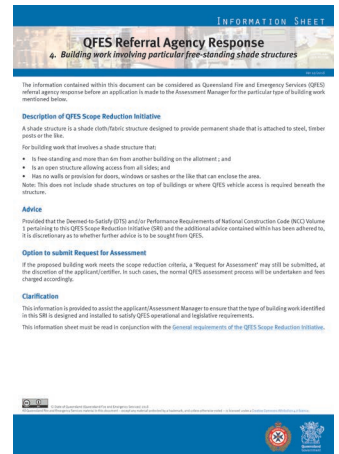 INFORMATION SHEET
QFES Referral Agency Response
4. Building work involving particular free-standing shade structures
The information contained within this document can be considered as Queensland Fire and Emergency Services (QFES)
referral agency response before an application is made to the Assessment Manager for the particular type of building work
mentioned below.
Description of QFES Scope Reduction Initiative
A shade structure is a shade cloth/fabric structure designed to provide permanent shade that is attached to steel, timber
posts or the like.
For building work that involves a shade structure that:
• Is free-standing and more than 6m from another building on the allotment ; and
• Is an open structure allowing access from all sides; and
• Has no walls or provision for doors, windows or sashes or the like that can enclose the area.
Note: This does not include shade structures on top of buildings or where QFES vehicle access is required beneath the
structure.
Advice
Provided that the Deemed-to-Satisfy (DTS) and/or Performance Requirements of National Construction Code (NCC) Volume
1 pertaining to this QFES Scope Reduction Initiative (SRI) and the additional advice contained within has been adhered to,
it is discretionary as to whether further advice is to be sought from QFES.
Option to submit Request for Assessment
If the proposed building work meets the scope reduction criteria, a 'Request for Assessment' may still be submitted, at
the discretion of the applicant/certifier. In such cases, the normal QFES assessment process will be undertaken and fees
charged accordingly.
Clarification
This information is provided to assist the applicant/Assessment Manager to ensure that the type of building work identified
in this SRI is designed and installed to satisfy QFES operational and legislative requirements.
This information sheet must be read in conjunction with the General requirements of the QFES Scope Reduction Initiative.